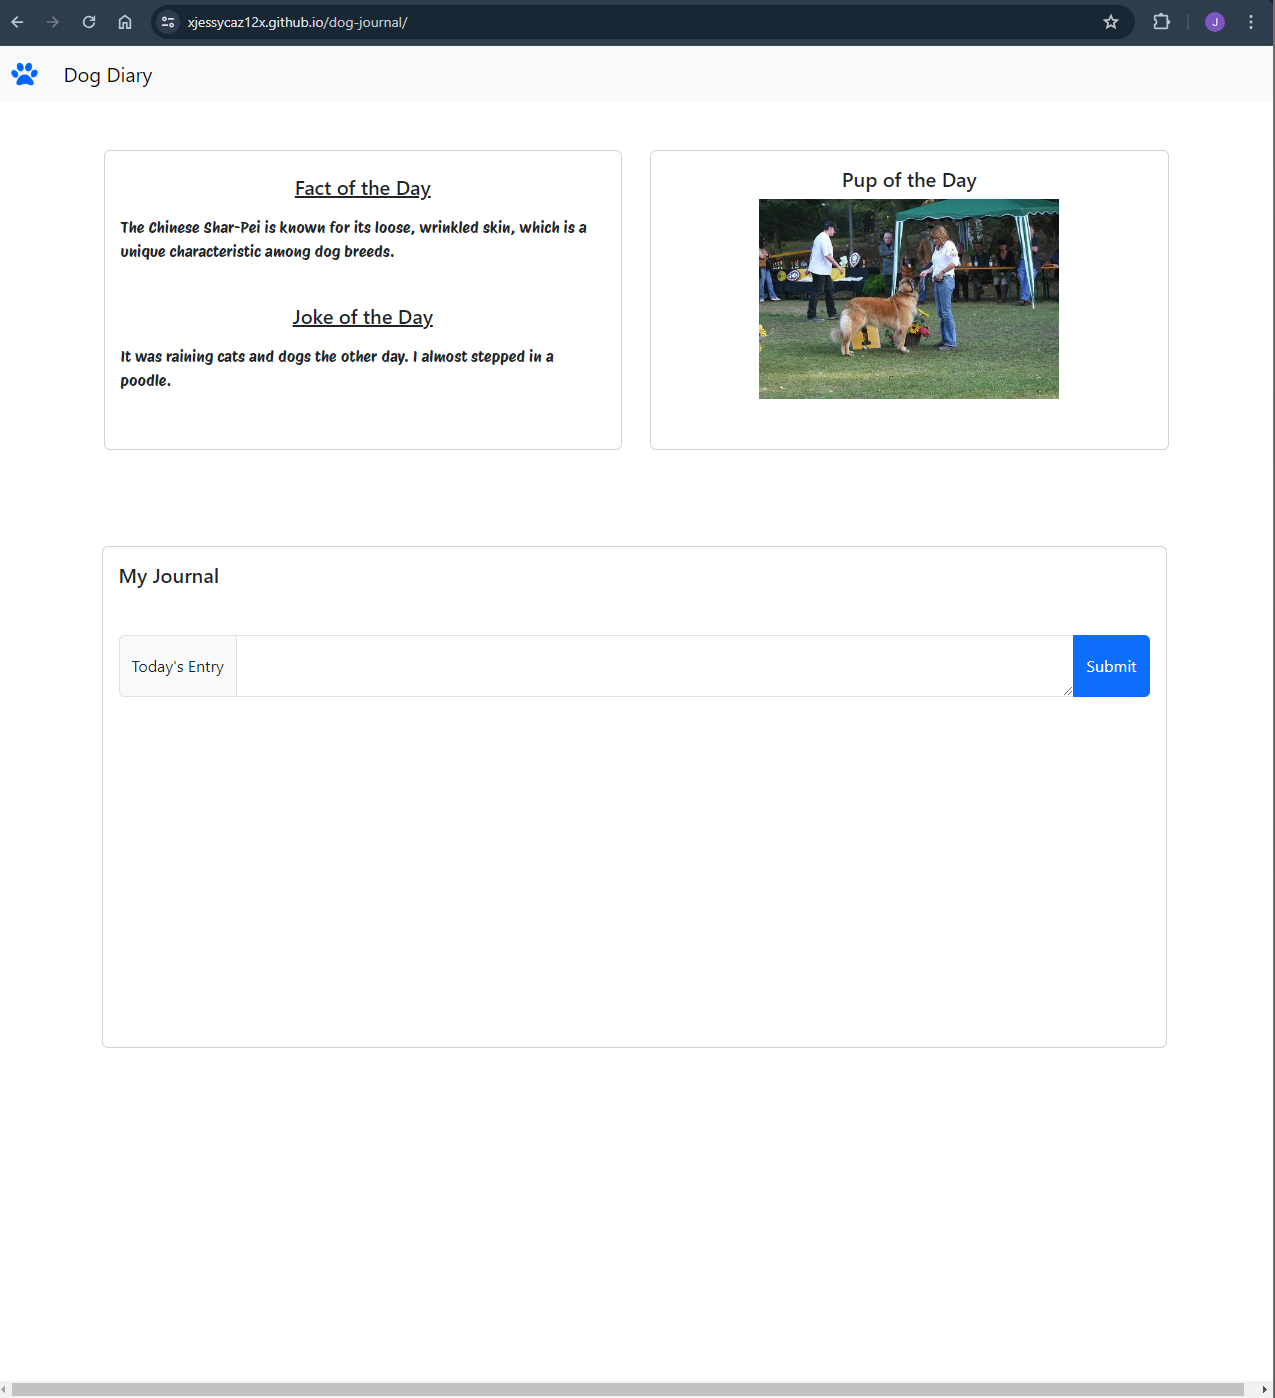 xjessycaz12x.github.io/dog-journal/
J
Dog Diary
Fact of the Day
The Chinese Shar-Pei is known for its loose, wrinkled skin, which is a
unique characteristic among dog breeds.
Joke of the Day
It was raining cats and dogs the other day. I almost stepped in a
poodle.
Pup of the Day
1
My Journal
Today's Entry
Submit